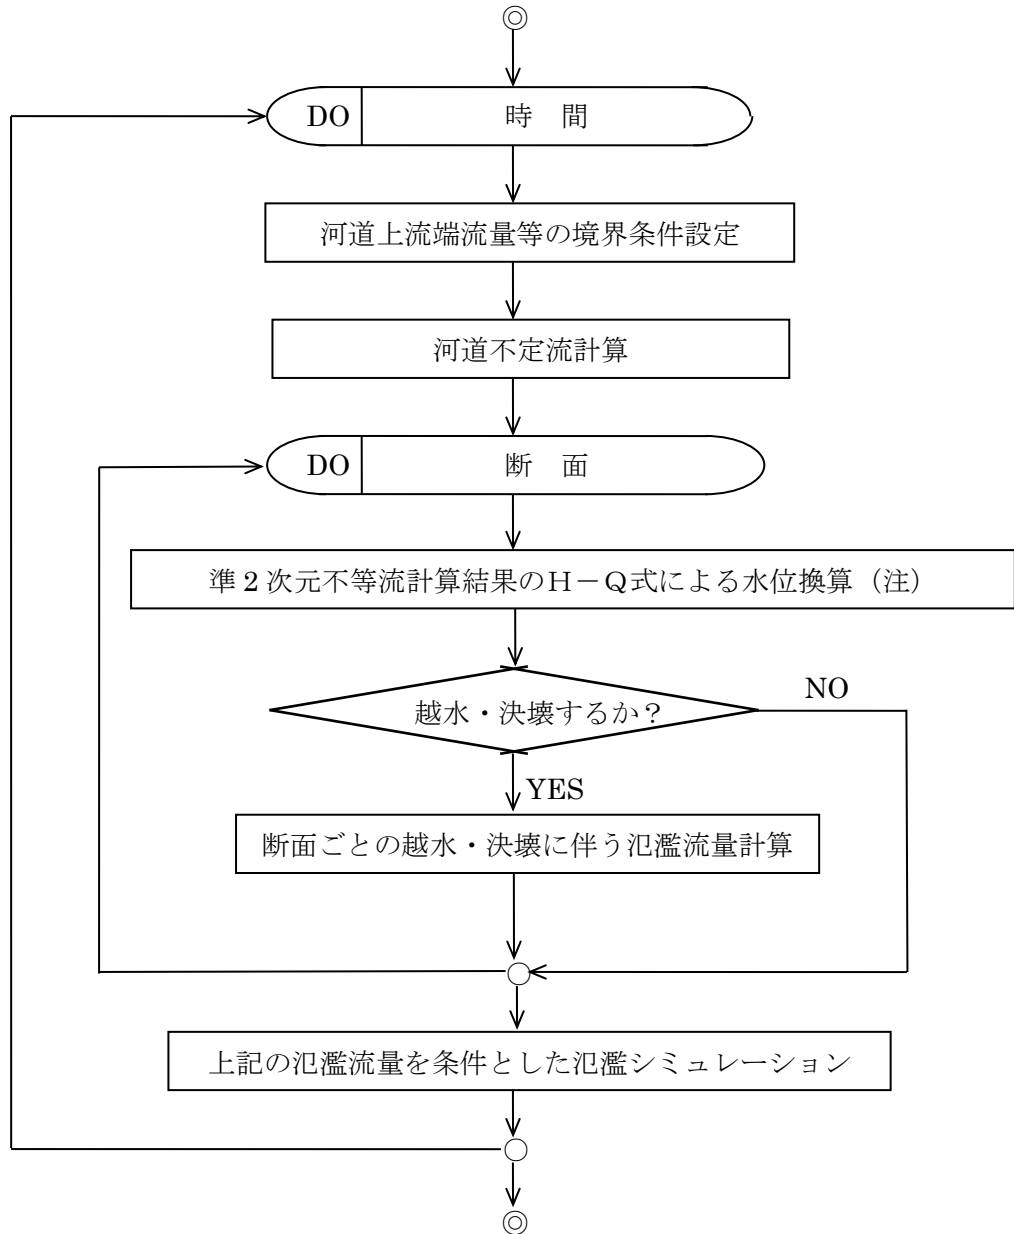 ◎
DO 時　間
河道上流端流量等の境界条件設定
河道不定流計算
DO 断　面
準２次元不等流計算結果のＨ－Ｑ式による水位換算（注）
越水・決壊するか？
NO
YES
断面ごとの越水・決壊に伴う氾濫流量計算
○
上記の氾濫流量を条件とした氾濫シミュレーション
○
◎